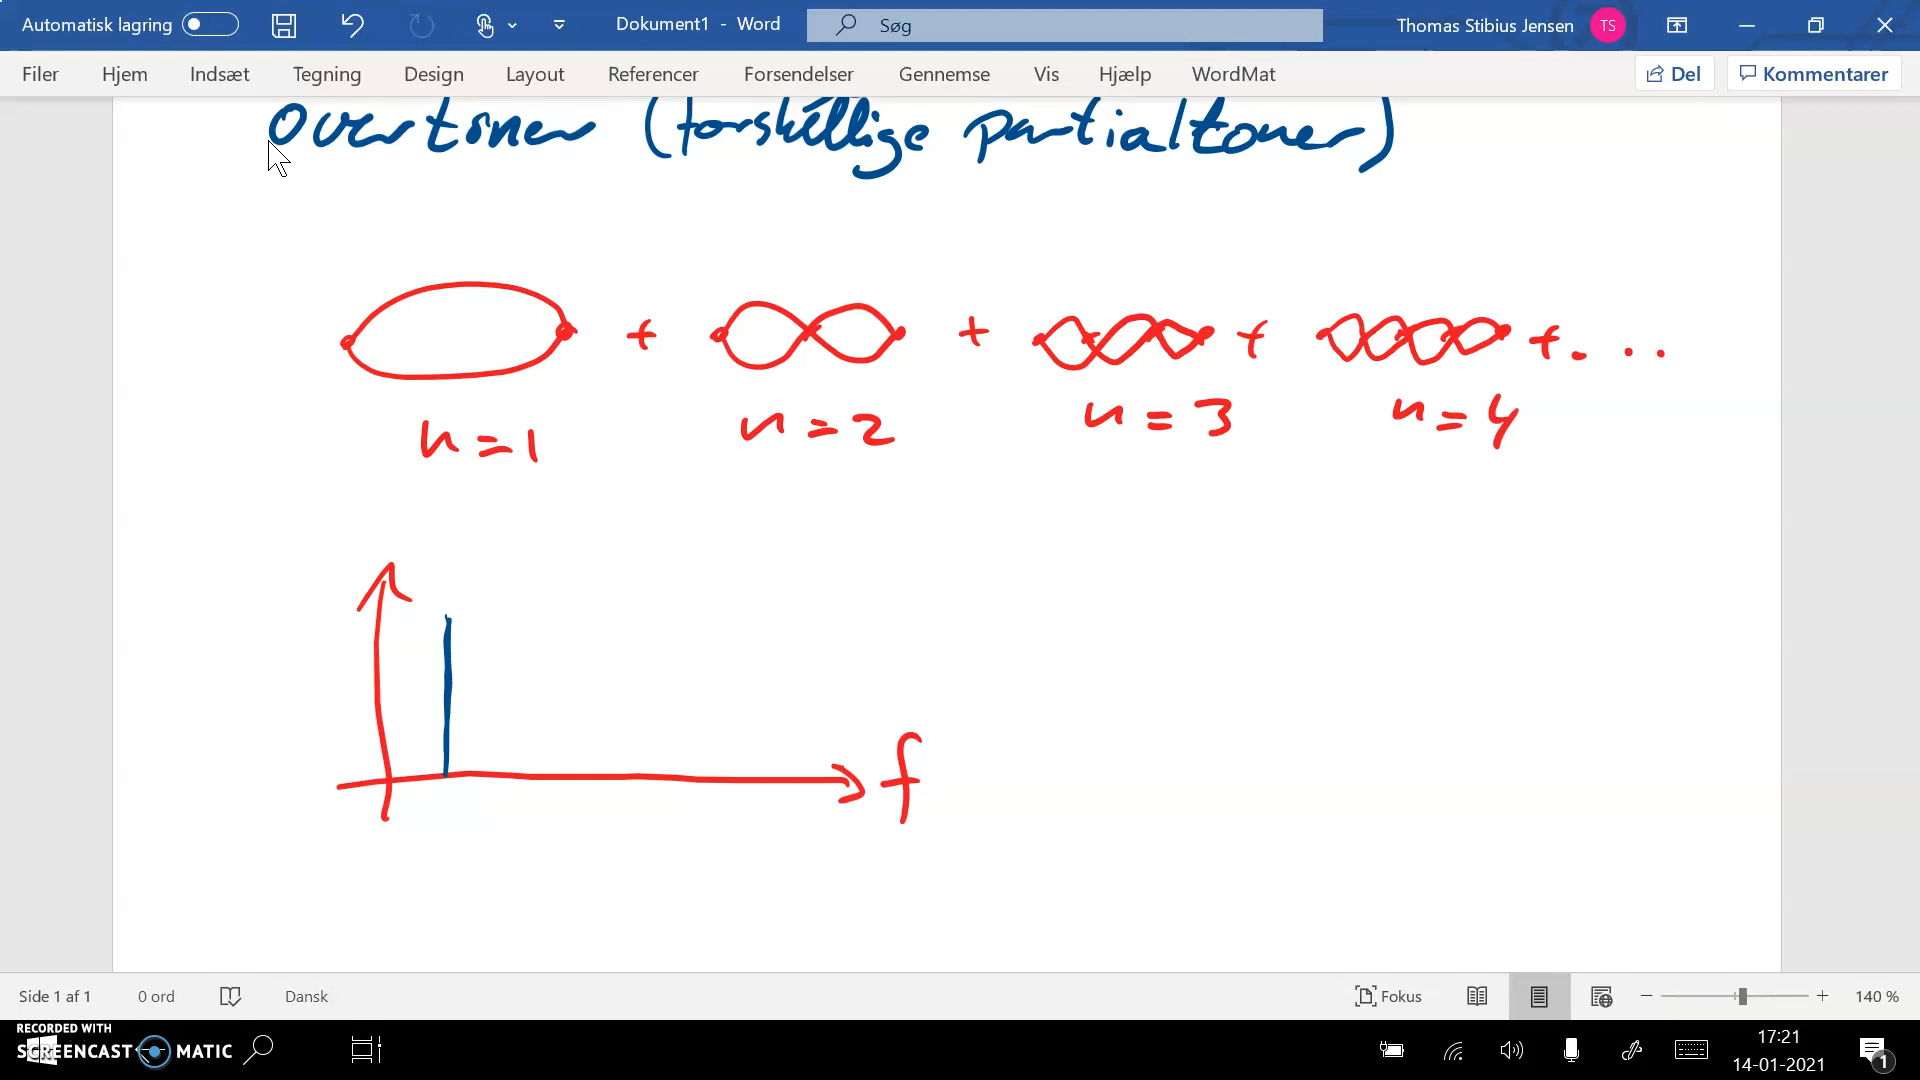 Automatisk lagring
Dokument1 - Word
Søg
Thomas Stibius Jensen TS
Filer Hjem Indsæt Tegning Design Layout Referencer Forsendelser Gennemse Vis Hjælp WordMat
Del Kommentarer
Overtoner (forskellige partialtoner)
+ + + +. . .
n=1 n=2 n=3 n=4
f
Side 1 af 1 0 ord Dansk
Fokus
140 %
RECORDED WITH
SCREENCAST MATIC
17:21
14-01-2021
1